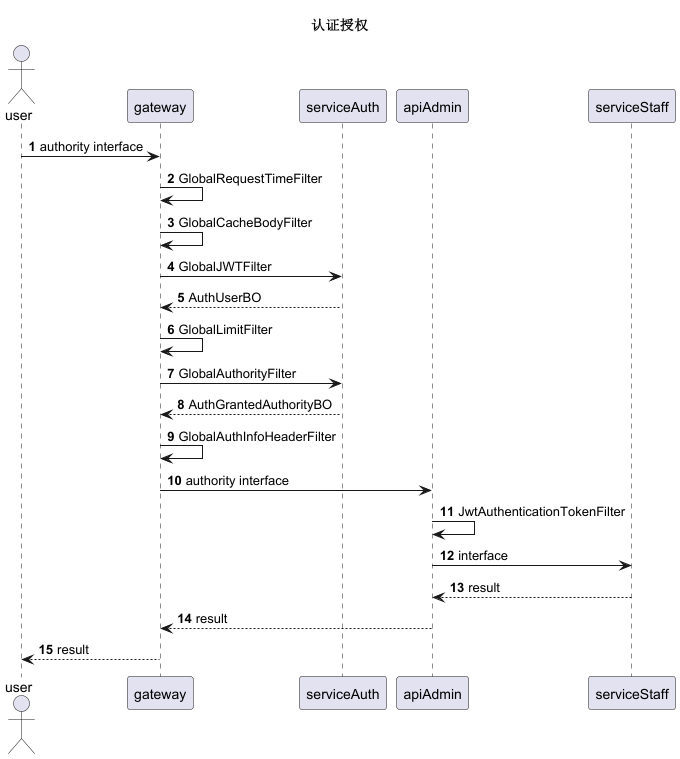 认证授权
user
gateway
serviceAuth
apiAdmin
serviceStaff
1 authority interface
2 GlobalRequestTimeFilter
3 GlobalCacheBodyFilter
4 GlobalJWTFilter
5 AuthUserBO
6 GlobalLimitFilter
7 GlobalAuthorityFilter
8 AuthGrantedAuthorityBO
9 GlobalAuthInfoHeaderFilter
10 authority interface
11 JwtAuthenticationTokenFilter
12 interface
13 result
14 result
15 result
user
gateway
serviceAuth
apiAdmin
serviceStaff